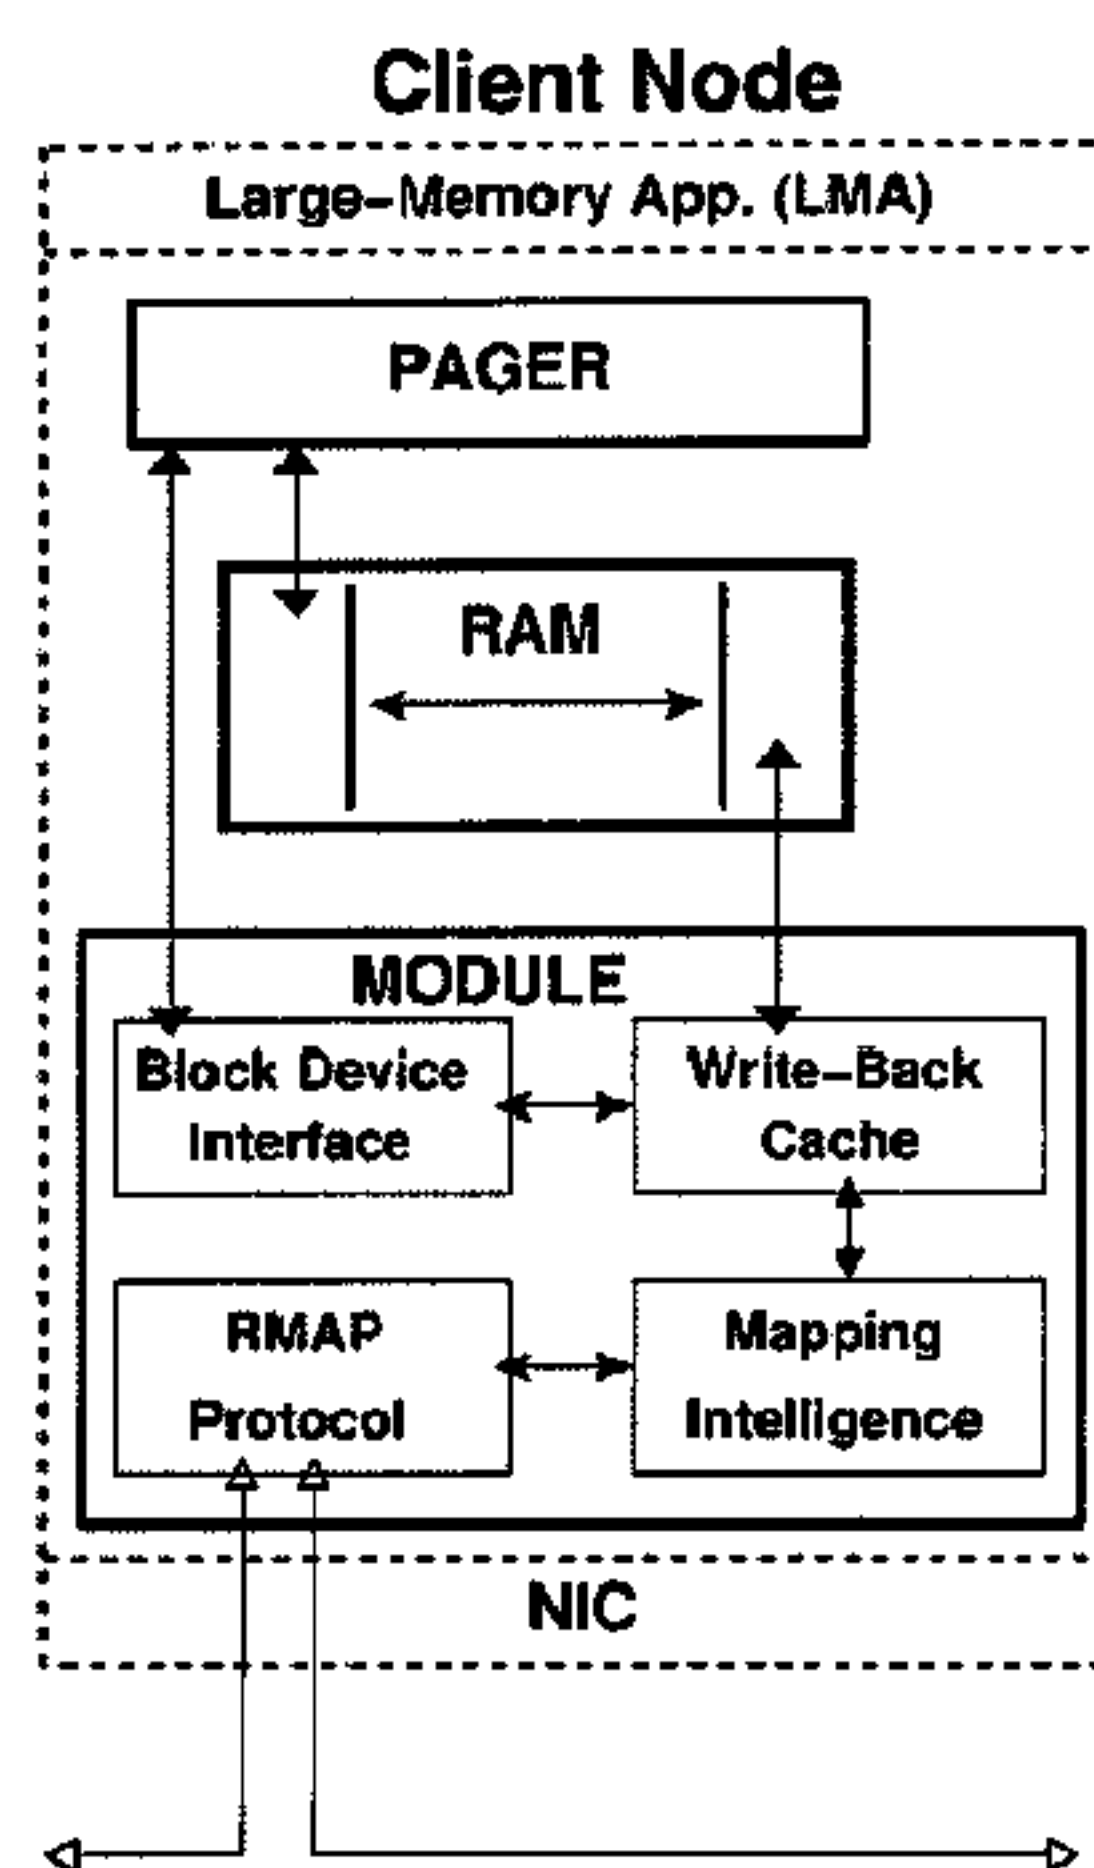 Client Node
Large-Memory App. (LMA)
PAGER
RAM
MODULE
Block Device
Interface
Write-Back
Cache
RMAP
Protocol
Mapping
Intelligence
NIC